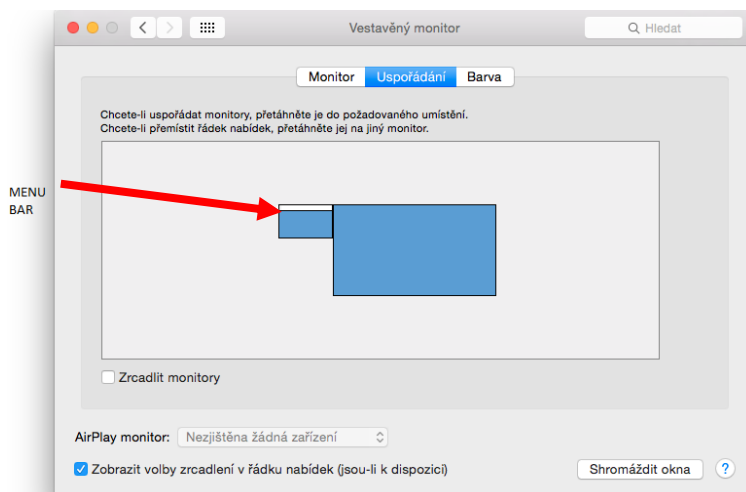 Vestavěný monitor
Hledat
Monitor
Uspořádání
Barva
Chcete-li uspořádat monitory, přetáhněte je do požadovaného umístění.
Chcete-li přemístit řádek nabídek, přetáhněte jej na jiný monitor.
MENU
BAR
Zrcadlit monitory
AirPlay monitor: Nezjištěna žádná zařízení
Zobrazit volby zrcadlení v řádku nabídek (jsou-li k dispozici)
Shromáždit okna
?